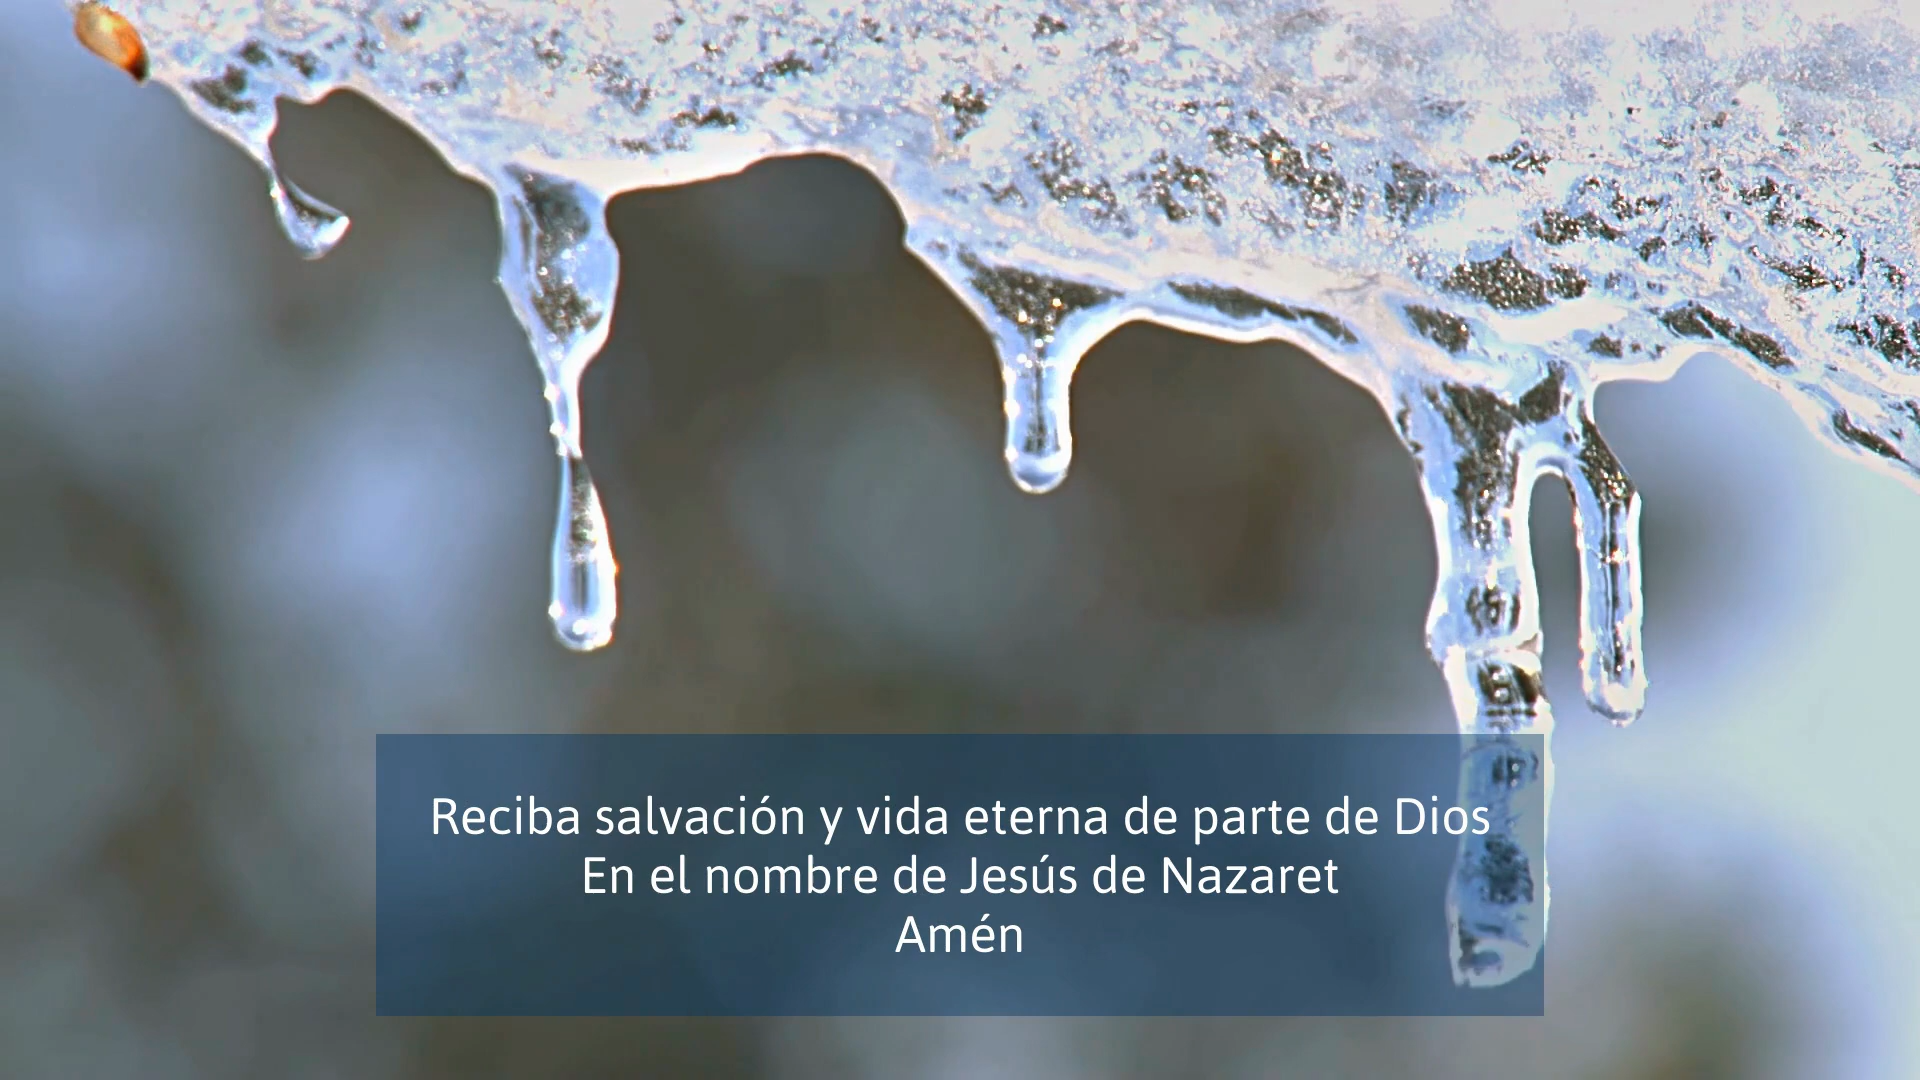 Reciba salvación y vida eterna de parte de Dios
En el nombre de Jesús de Nazaret
Amén